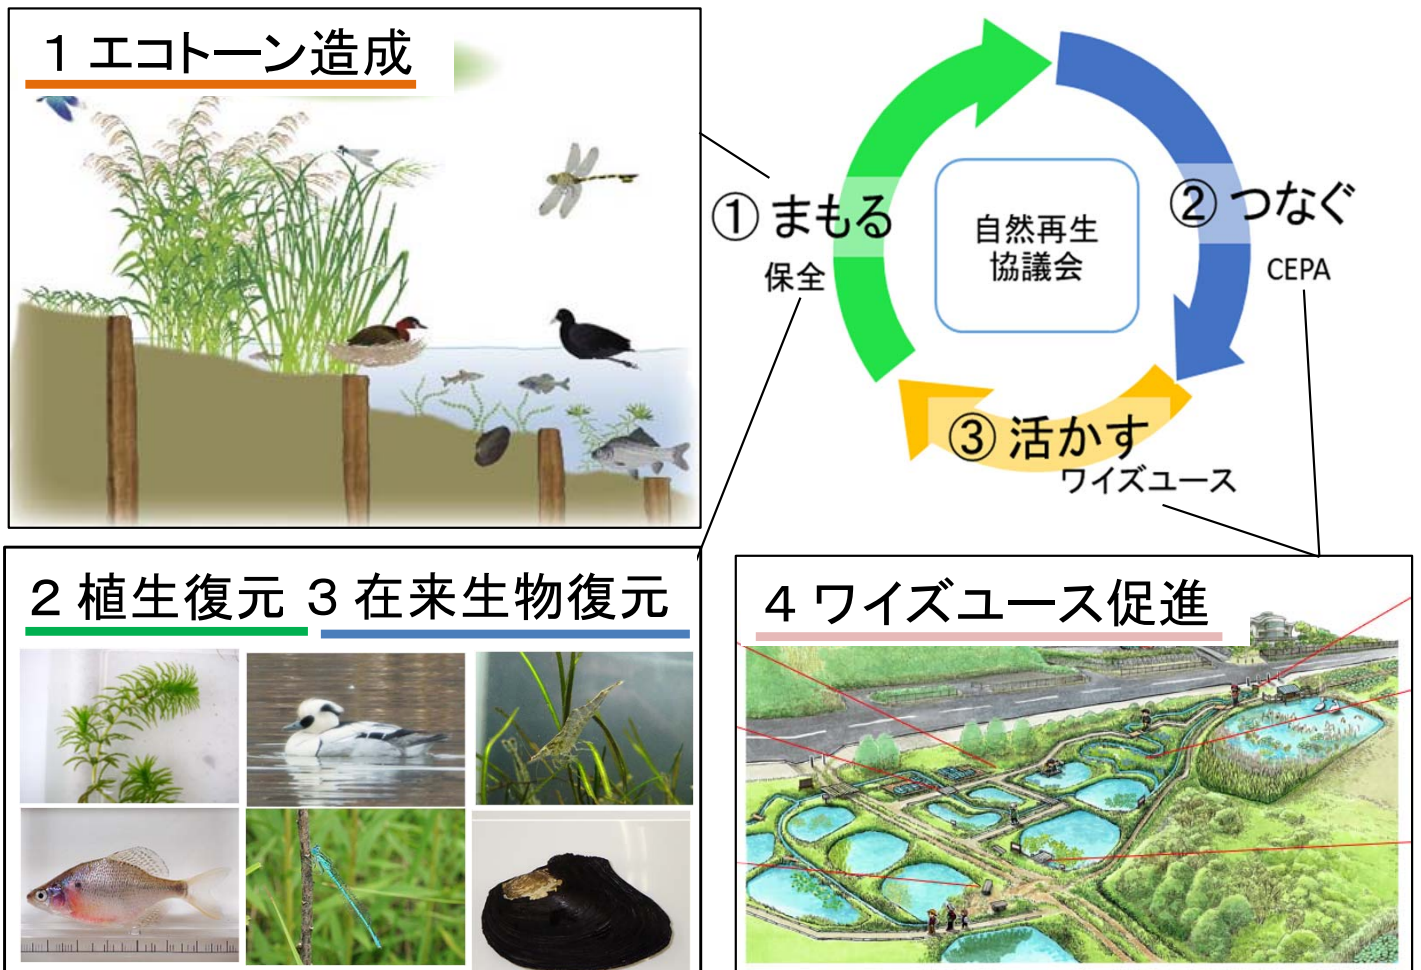 1 エコトーン造成
① まもる
保全
自然再生
協議会
② つなぐ
CEPA
③ 活かす
ワイズユース
2 植生復元 3 在来生物復元
4 ワイズユース促進